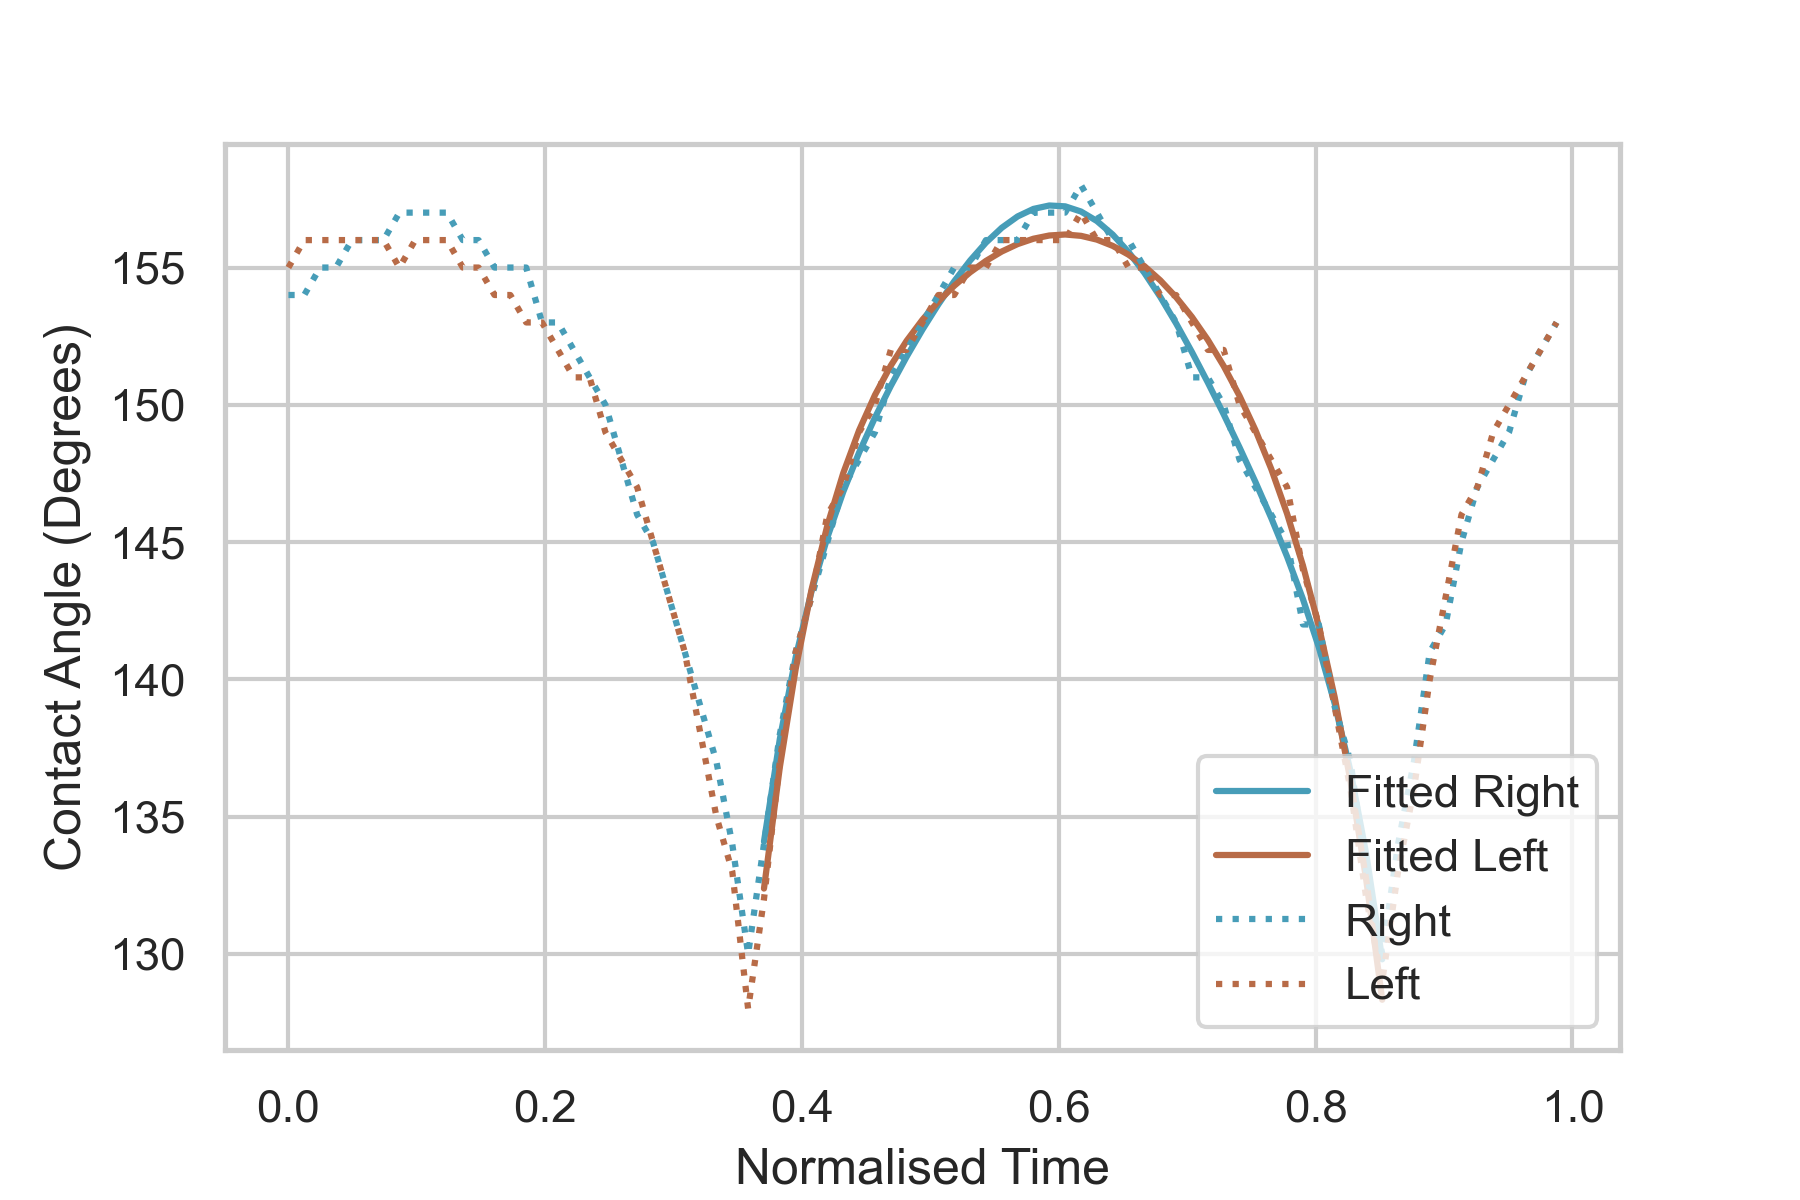 Contact Angle (Degrees)
155
150
145
140
135
130
Fitted Right
Fitted Left
Right
Left
0.0 0.2 0.4 0.6 0.8 1.0
Normalised Time